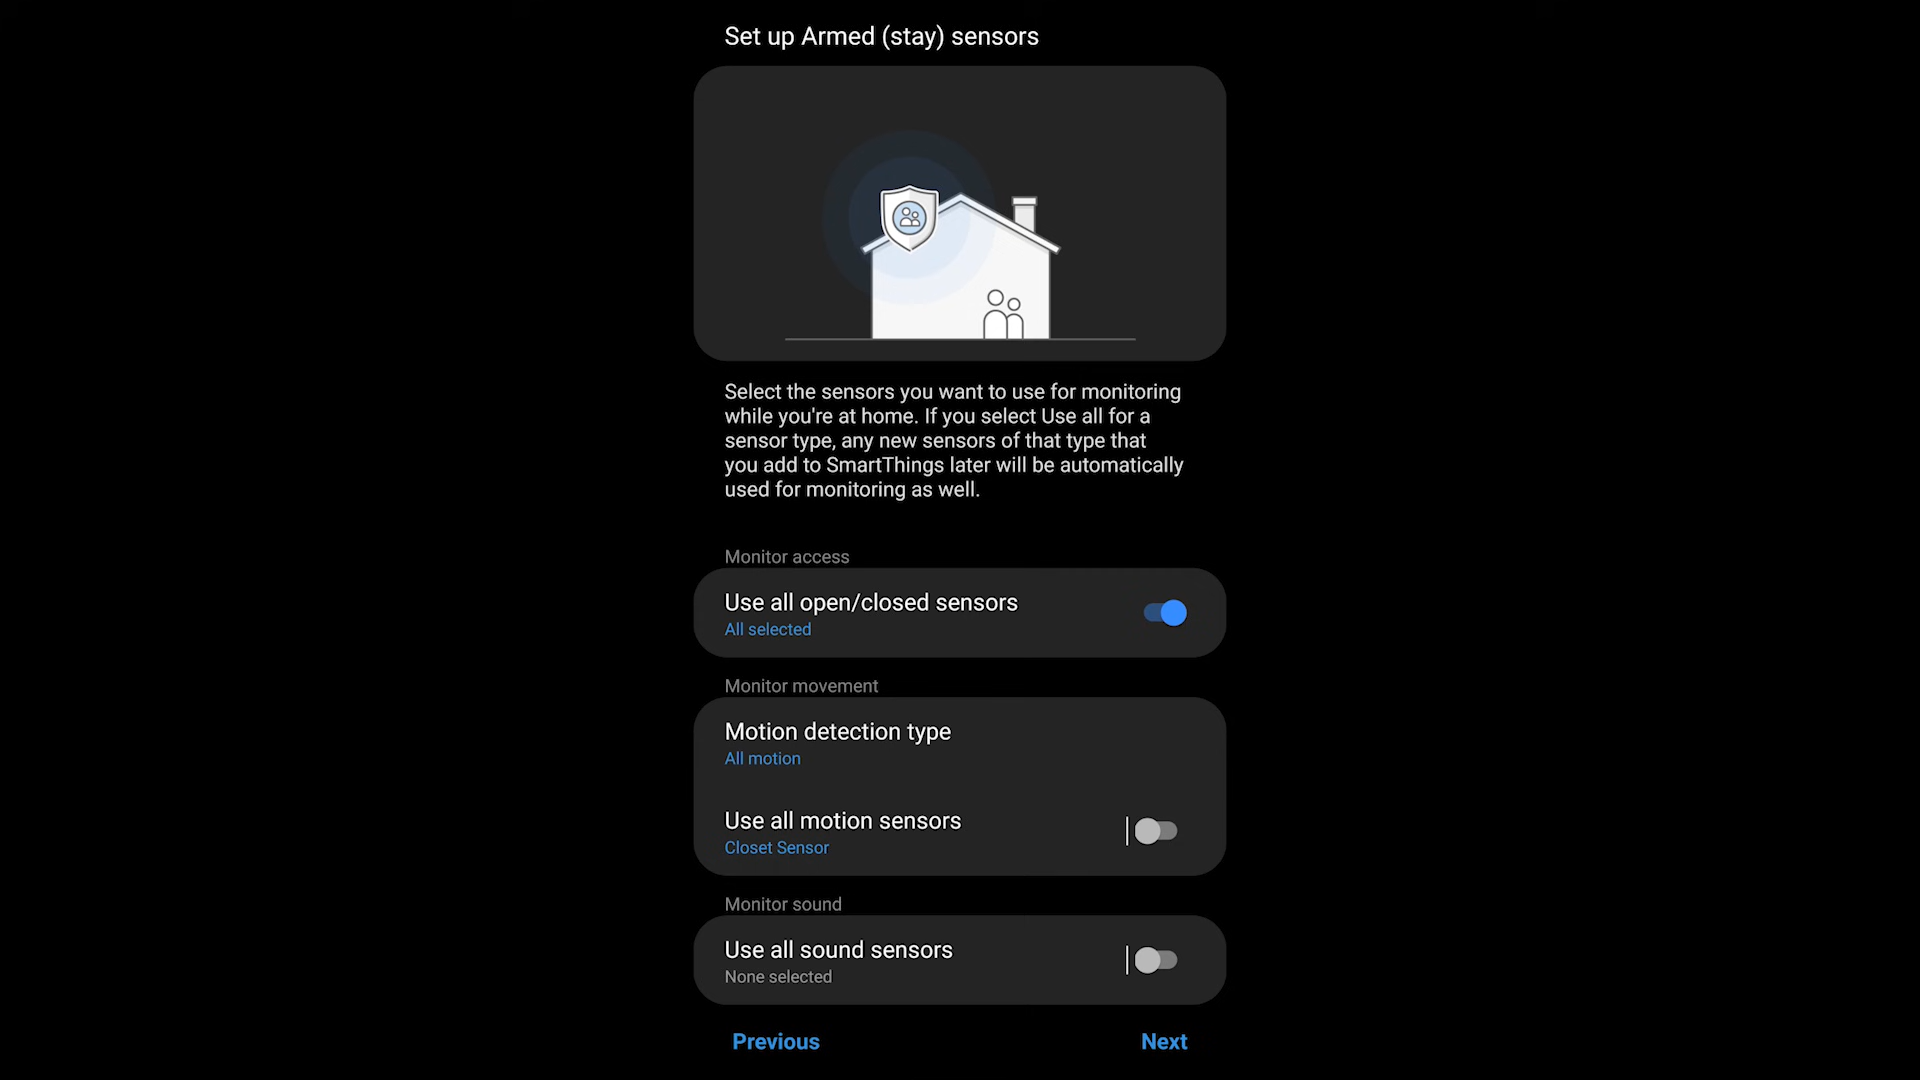 Set up Armed (stay) sensors
Select the sensors you want to use for monitoring
while you're at home. If you select Use all for a
sensor type, any new sensors of that type that
you add to SmartThings later will be automatically
used for monitoring as well.
Monitor access
Use all open/closed sensors
All selected
Monitor movement
Motion detection type
All motion
Use all motion sensors
Closet Sensor
Monitor sound
Use all sound sensors
None selected
Previous
Next